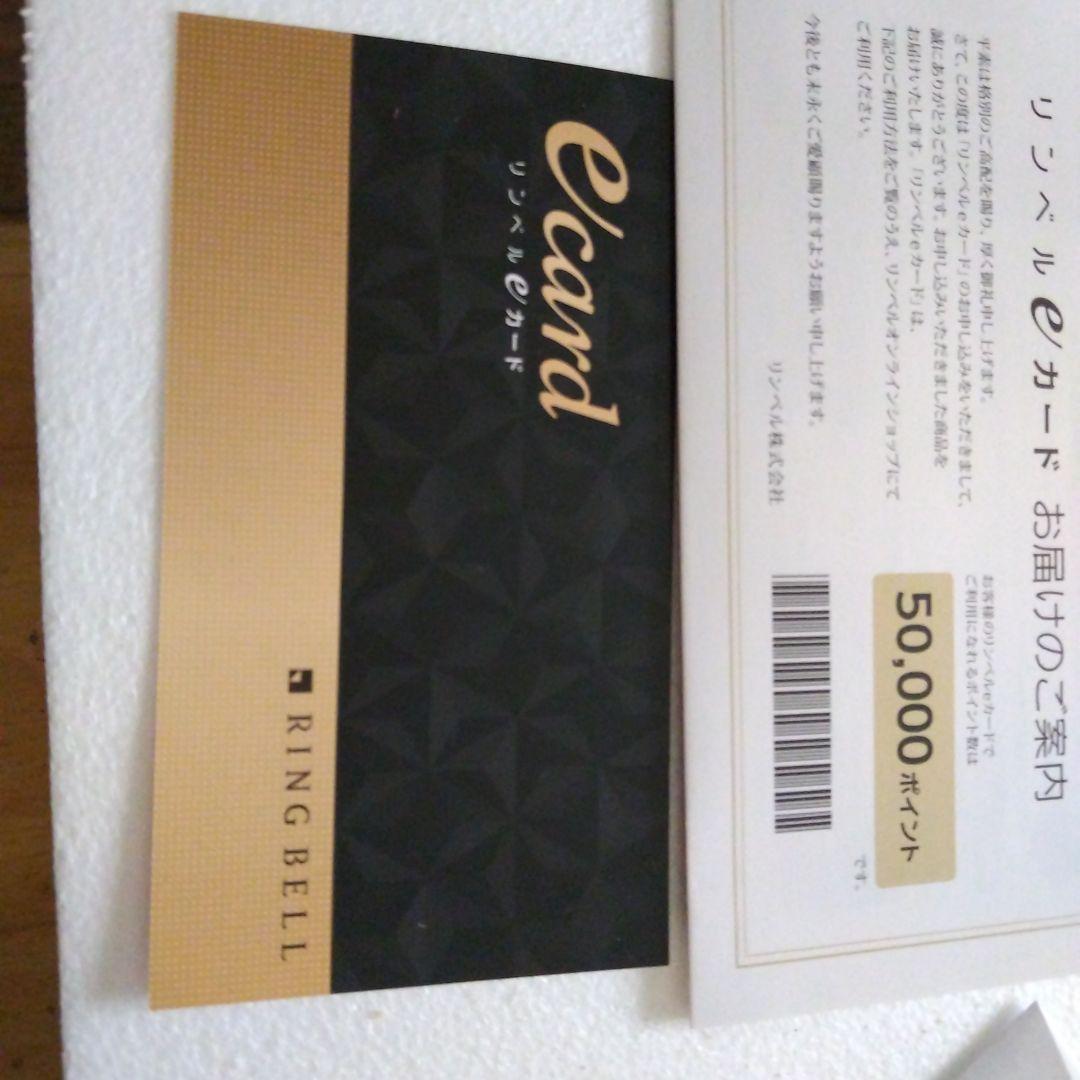 e/card
リンベル e/カード
RING BELL
リンベル e/カード お届けのご案内
平素は格別のご高配を賜り、厚く御礼申し上げます。
さて、この度は「リンベルeカード」のお申し込みをいただきまして、
誠にありがとうございます。お申し込みいただきました商品を
お届けいたします。「リンベルeカード」は、
下記のご利用方法をご覧のうえ、リンベルオンラインショップにて
ご利用ください。
今後とも末永くご愛顧賜りますようお願い申し上げます。
リンベル株式会社
お客様のリンベルeカードで
ご利用になれるポイント数は
50,000ポイント
です。